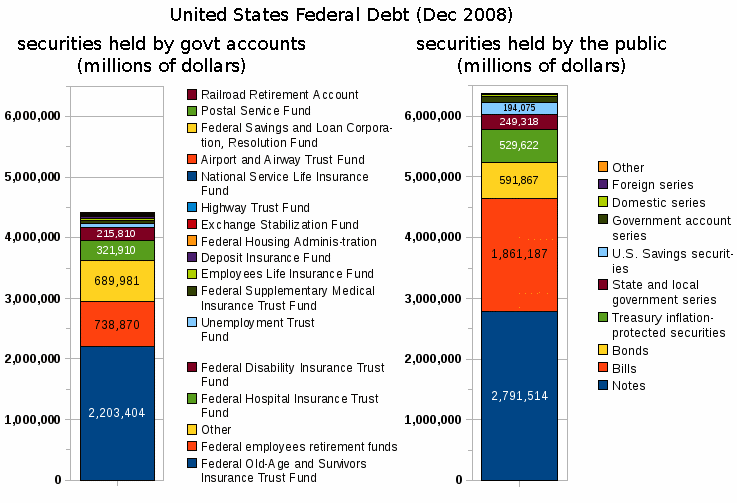 United States Federal Debt (Dec 2008)
securities held by govt accounts
(millions of dollars)
6,000,000
5,000,000
4,000,000
3,000,000
2,000,000
1,000,000
0
215,810
321,910
689,981
738,870
2,203,404
Railroad Retirement Account
Postal Service Fund
Federal Savings and Loan Corpora-
tion, Resolution Fund
Airport and Airway Trust Fund
National Service Life Insurance
Fund
Highway Trust Fund
Exchange Stabilization Fund
Federal Housing Adminis-tration
Deposit Insurance Fund
Employees Life Insurance Fund
Federal Supplementary Medical
Insurance Trust Fund
Unemployment Trust
Fund
Federal Disability Insurance Trust
Fund
Federal Hospital Insurance Trust
Fund
Other
Federal employees retirement funds
Federal Old-Age and Survivors
Insurance Trust Fund
securities held by the public
(millions of dollars)
6,000,000
5,000,000
4,000,000
3,000,000
2,000,000
1,000,000
0
194,075
249,318
529,622
591,867
1,861,187
2,791,514
Other
Foreign series
Domestic series
Government account
series
U.S. Savings securit-
ies
State and local
government series
Treasury inflation-
protected securities
Bonds
Bills
Notes